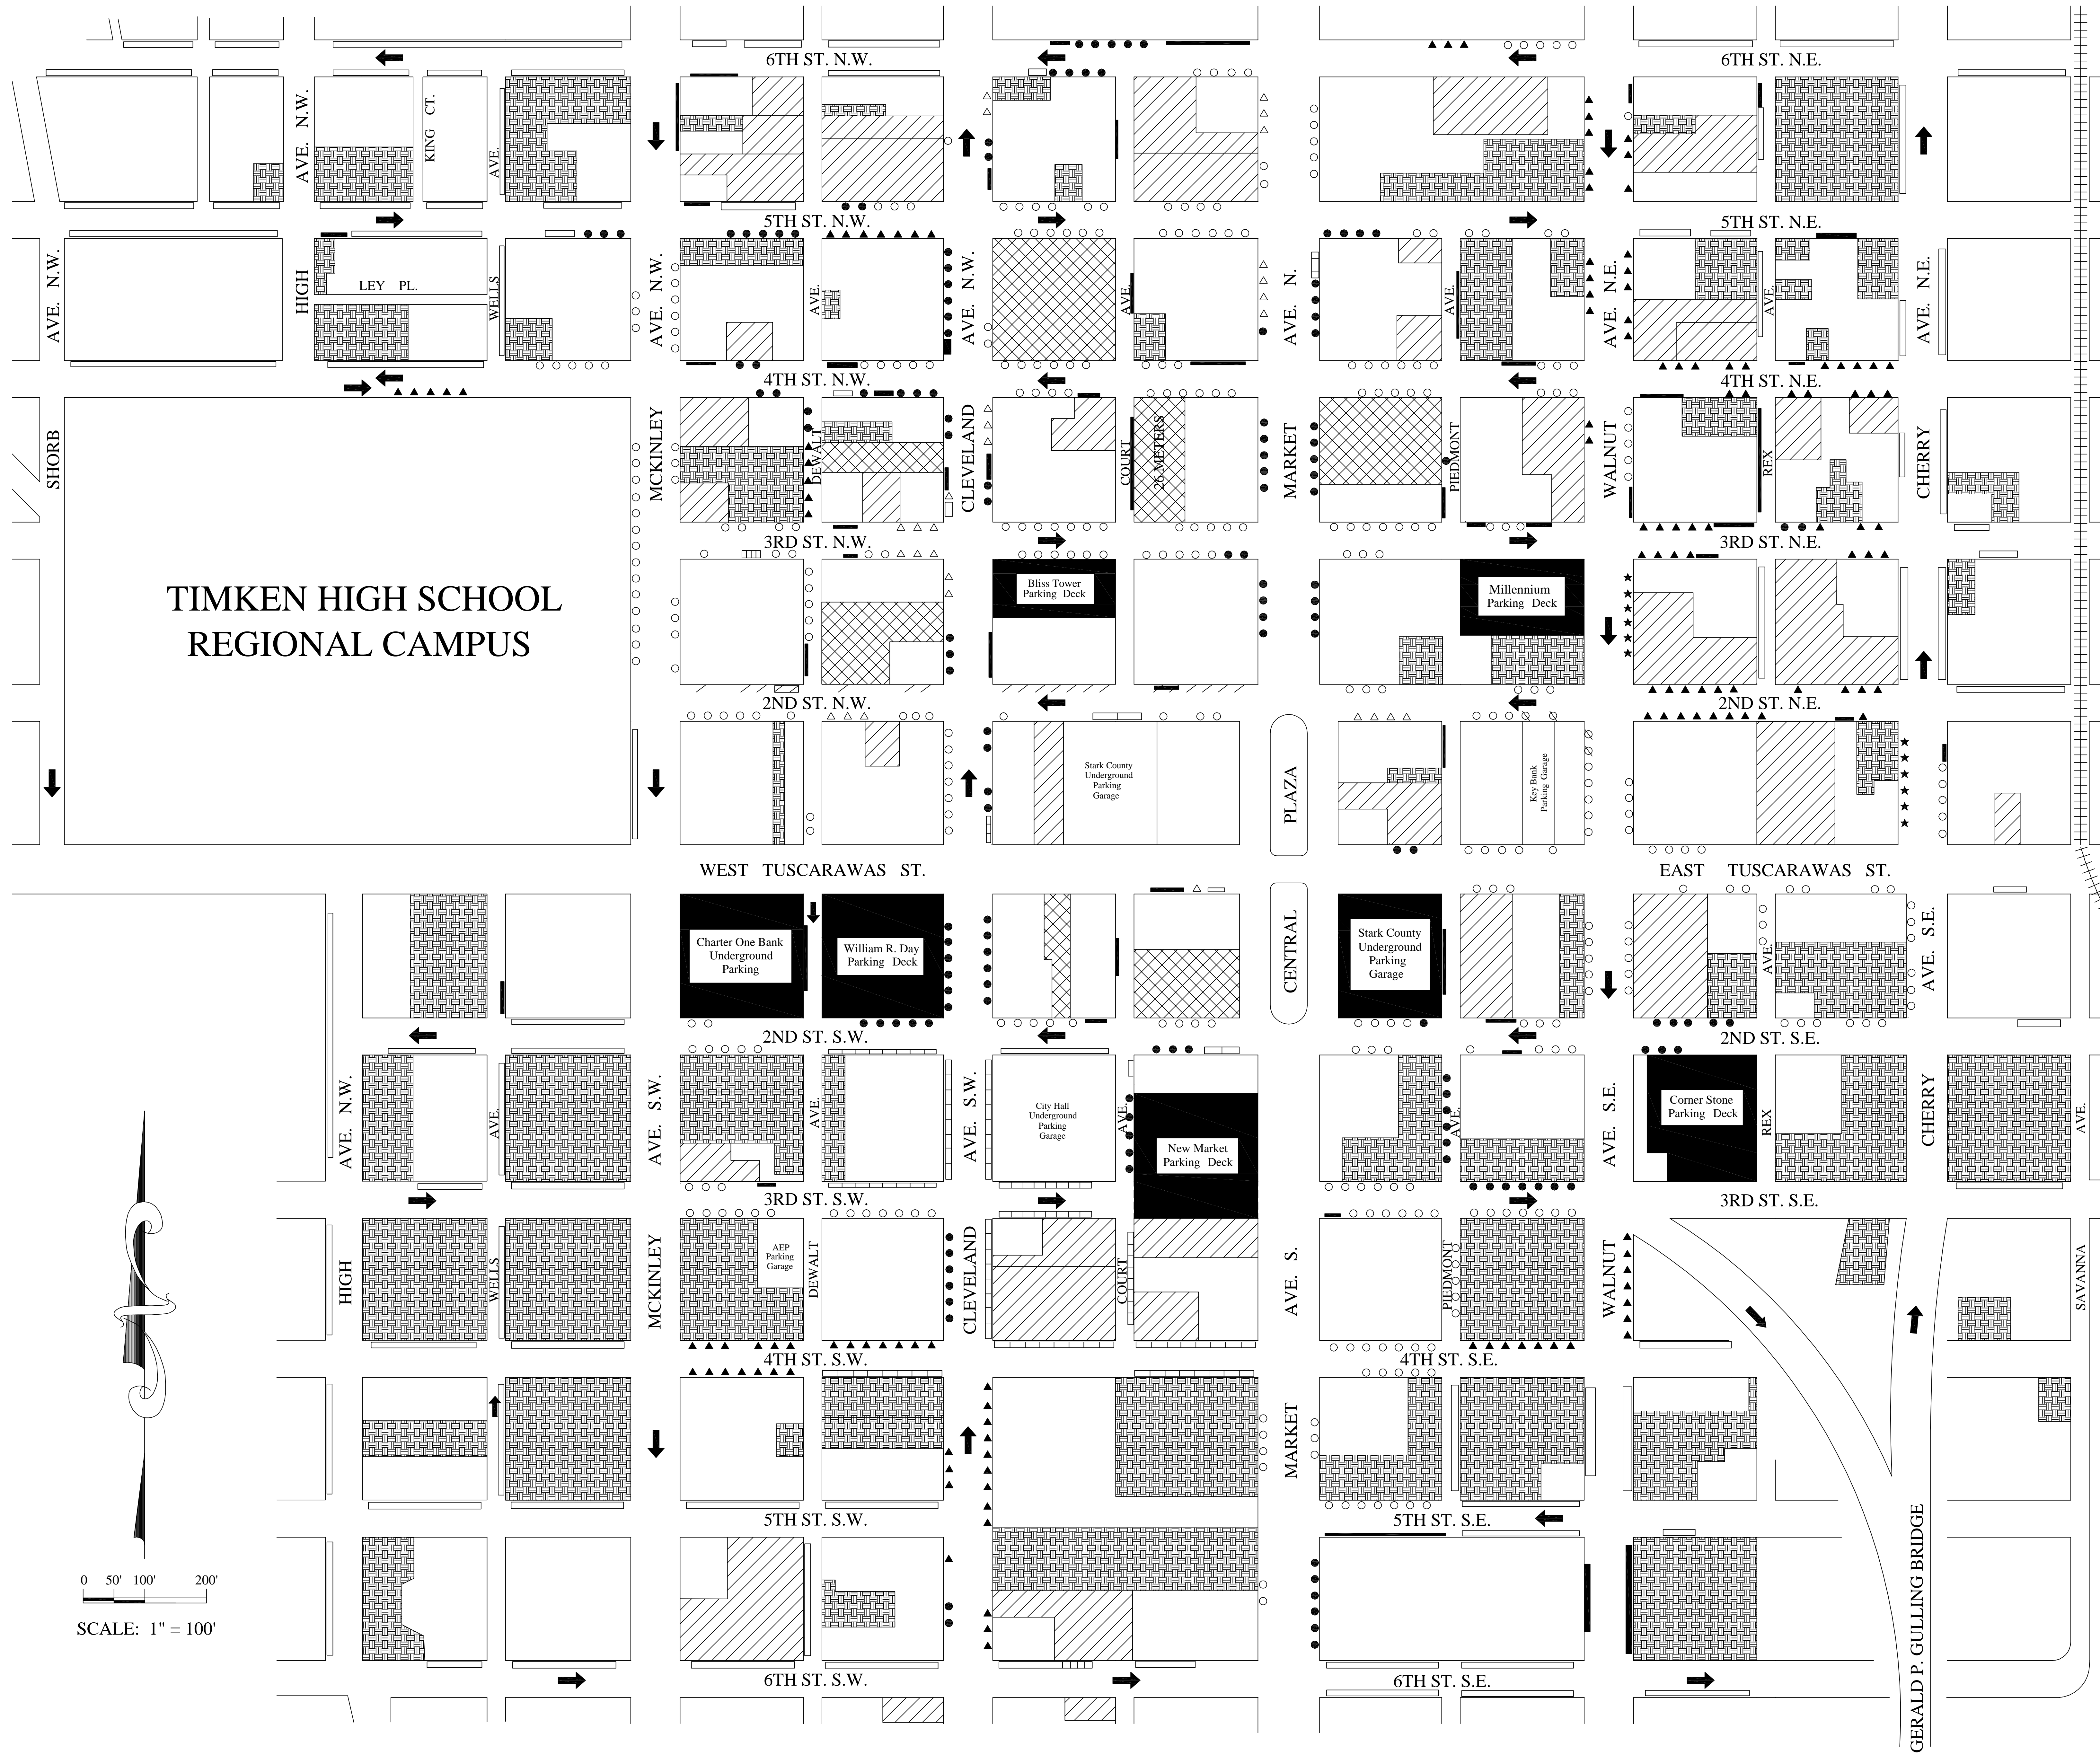 6TH ST. N.W.
6TH ST. N.E.
AVE. N.W.
KING CT.
AVE.
5TH ST. N.W.
5TH ST. N.E.
AVE. N.W.
HIGH
LEY PL.
WELLS
AVE. N.W.
AVE.
AVE. N.W.
AVE.
AVE. N.
AVE.
AVE. N.E.
AVE.
AVE. N.E.
4TH ST. N.W.
4TH ST. N.E.
SHORB
MCKINLEY
DEWALT
CLEVELAND
COURT
26 METERS
MARKET
PIEDMONT
WALNUT
REX
CHERRY
3RD ST. N.W.
3RD ST. N.E.
TIMKEN HIGH SCHOOL
REGIONAL CAMPUS
Bliss Tower
Parking Deck
Millennium
Parking Deck
2ND ST. N.W.
2ND ST. N.E.
Stark County
Underground
Parking
Garage
PLAZA
Key Bank
Parking Garage
WEST TUSCARAWAS ST.
EAST TUSCARAWAS ST.
Charter One Bank
Underground
Parking
William R. Day
Parking Deck
CENTRAL
Stark County
Underground
Parking
Garage
AVE.
AVE. S.E.
2ND ST. S.W.
2ND ST. S.E.
AVE. N.W.
AVE.
AVE. S.W.
AVE.
AVE. S.W.
City Hall
Underground
Parking
Garage
AVE.
New Market
Parking Deck
AVE.
AVE. S.E.
Corner Stone
Parking Deck
REX
CHERRY
AVE.
3RD ST. S.W.
3RD ST. S.E.
HIGH
WELLS
MCKINLEY
AEP
Parking
Garage
DEWALT
CLEVELAND
COURT
AVE. S.
PIEDMONT
WALNUT
SAVANNA
4TH ST. S.W.
4TH ST. S.E.
MARKET
5TH ST. S.W.
5TH ST. S.E.
GERALD P. GULLING BRIDGE
0 50' 100' 200'
SCALE: 1" = 100'
6TH ST. S.W.
6TH ST. S.E.